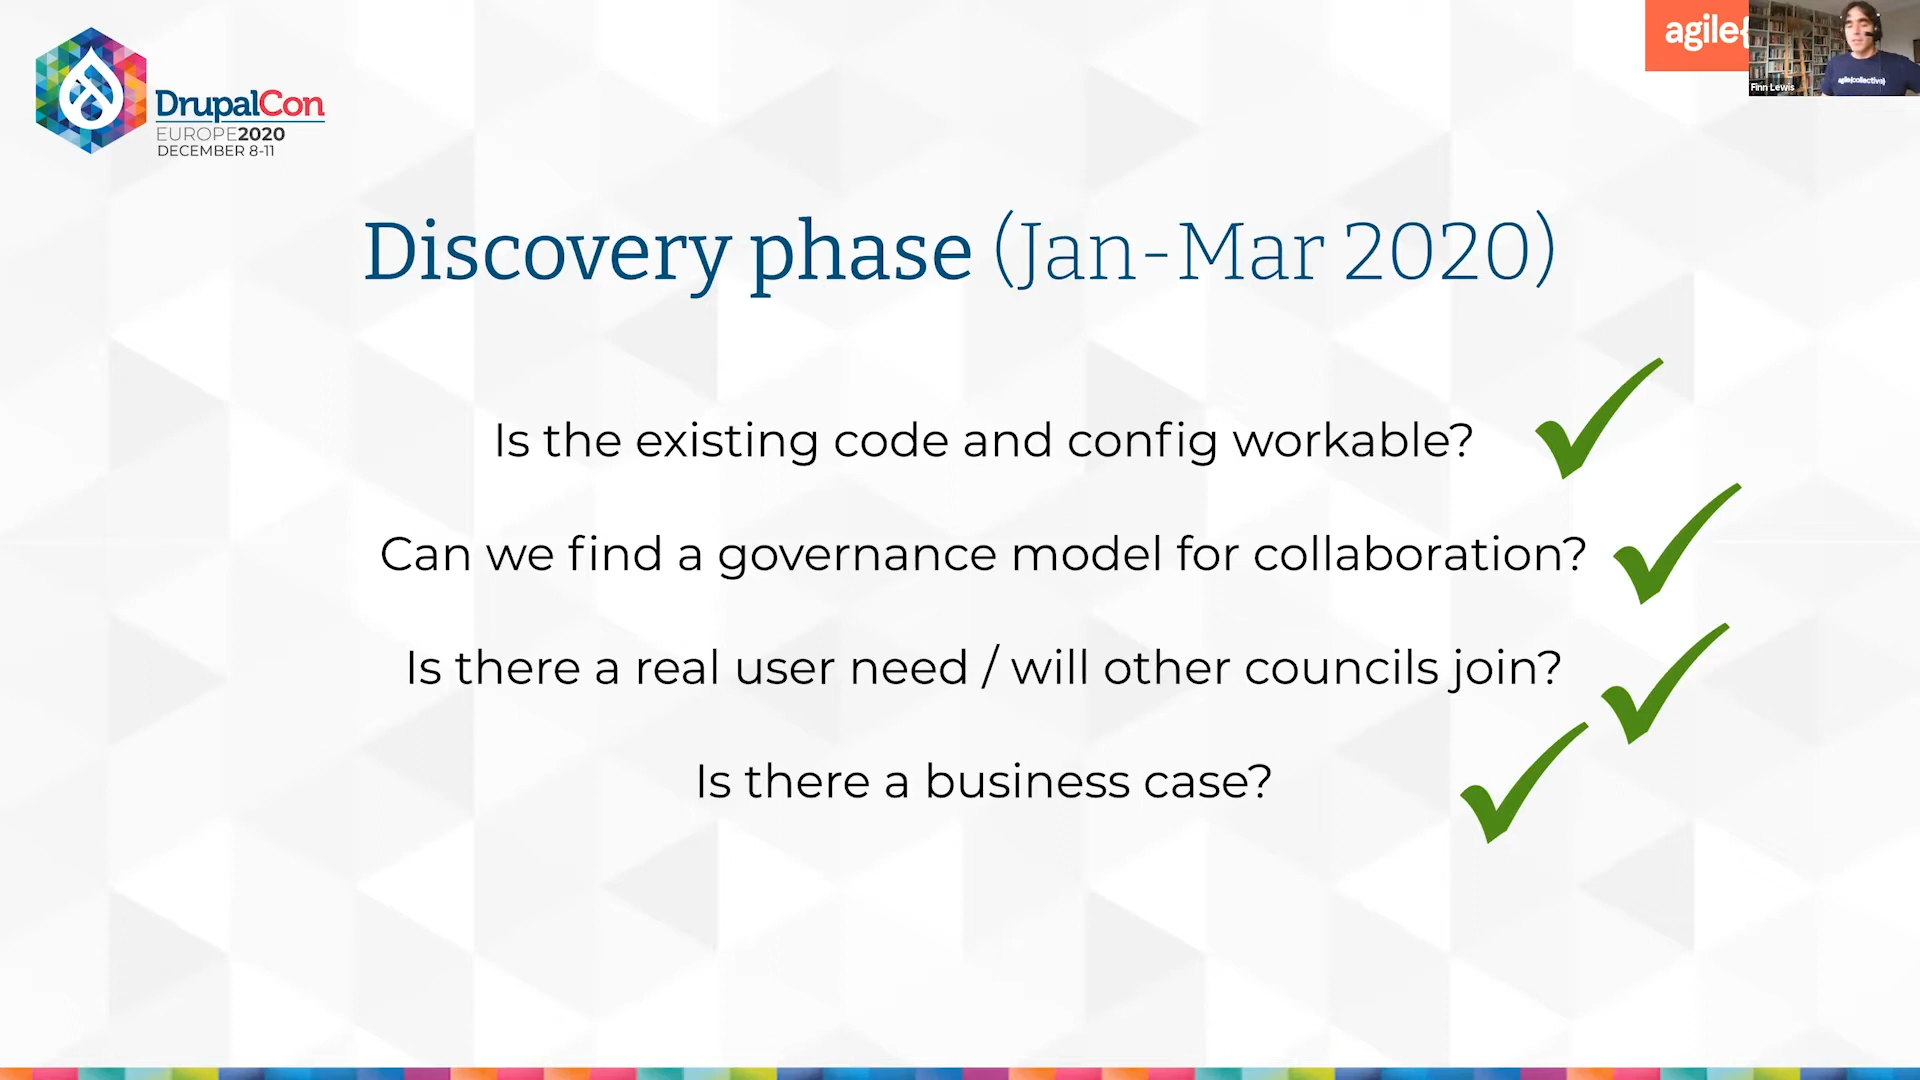 DrupalCon
EUROPE2020
DECEMBER 8-11
agile{
agile{collective}
Finn Lewis
Discovery phase (Jan-Mar 2020)
Is the existing code and config workable?
Can we find a governance model for collaboration?
Is there a real user need / will other councils join?
Is there a business case?